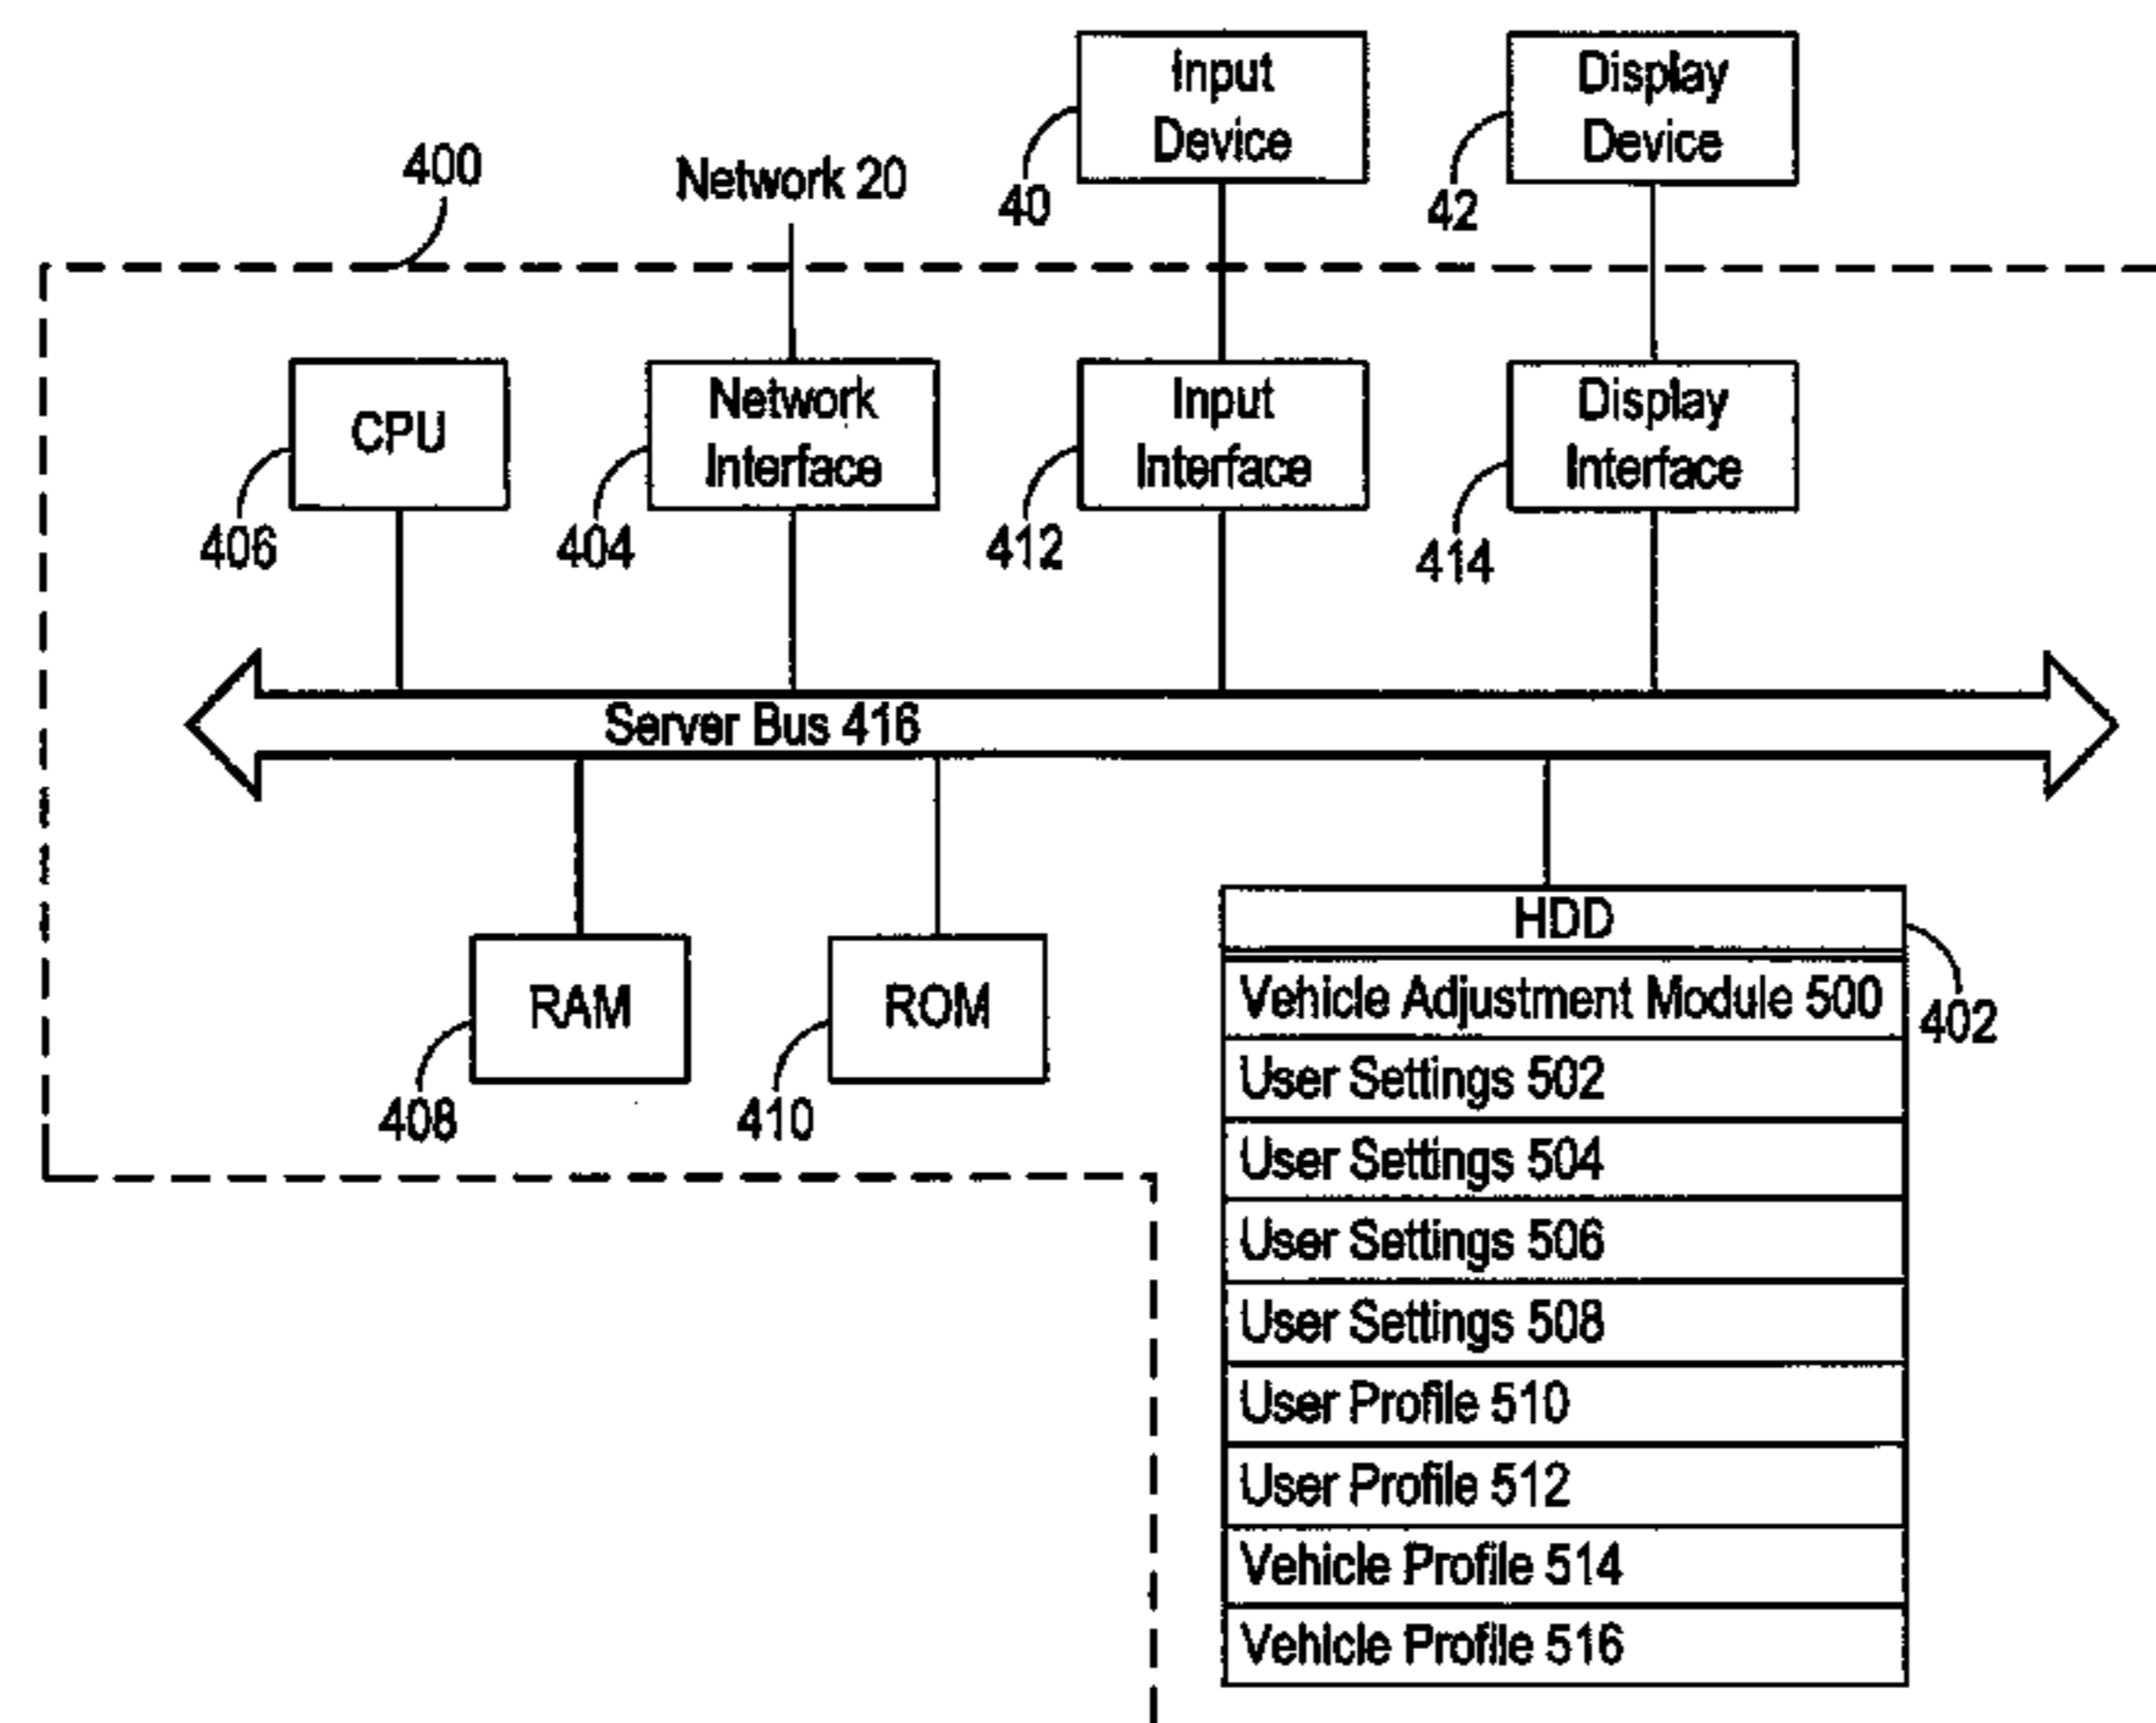 Input
Device
40
Display
Device
42
400
Network 20
CPU
406
Network
Interface
404
Input
Interface
412
Display
Interface
414
Server Bus 416
RAM
408
ROM
410
HDD
402
Vehicle Adjustment Module 500
User Settings 502
User Settings 504
User Settings 506
User Settings 508
User Profile 510
User Profile 512
Vehicle Profile 514
Vehicle Profile 516